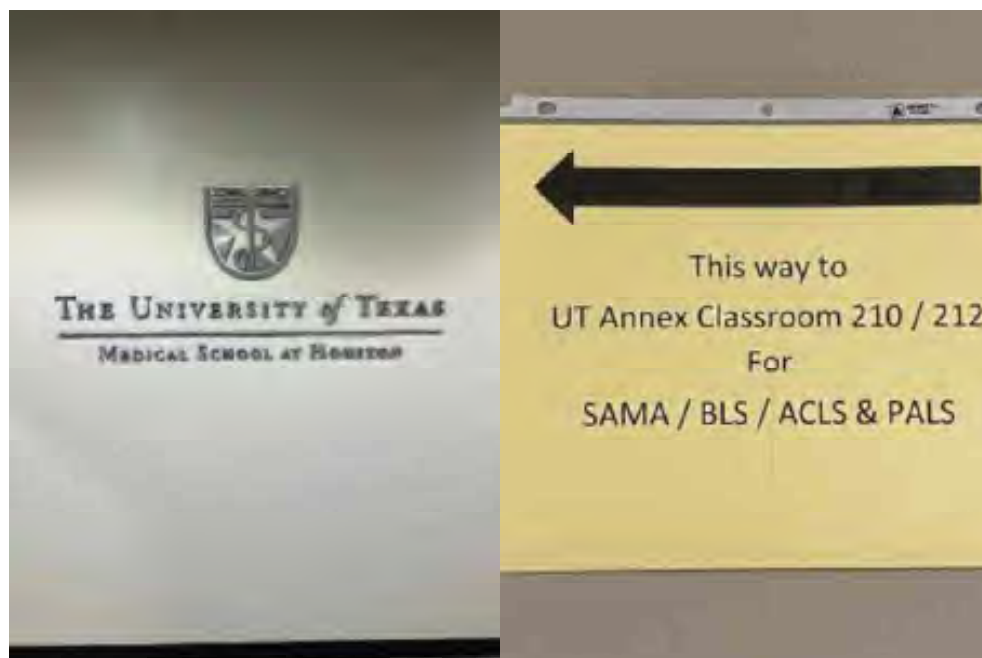 THE UNIVERSITY of TEXAS
MEDICAL SCHOOL AT HOUSTON
This way to
UT Annex Classroom 210 / 212
For
SAMA / BLS / ACLS & PALS